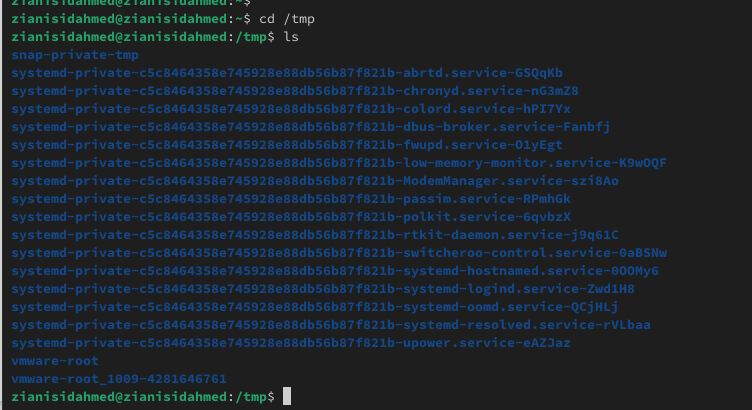 zianisidahmed@zianisidahmed:~$
zianisidahmed@zianisidahmed:~$ cd /tmp
zianisidahmed@zianisidahmed:/tmp$ ls
snap-private-tmp
systemd-private-c5c8464358e745928e88db56b87f821b-abrtd.service-GSQqKb
systemd-private-c5c8464358e745928e88db56b87f821b-chronyd.service-nG3mZ8
systemd-private-c5c8464358e745928e88db56b87f821b-colord.service-hPI7Yx
systemd-private-c5c8464358e745928e88db56b87f821b-dbus-broker.service-Fanbfj
systemd-private-c5c8464358e745928e88db56b87f821b-fwupd.service-O1yEgt
systemd-private-c5c8464358e745928e88db56b87f821b-low-memory-monitor.service-K9wOQF
systemd-private-c5c8464358e745928e88db56b87f821b-ModemManager.service-szi8Ao
systemd-private-c5c8464358e745928e88db56b87f821b-passim.service-RPmhGk
systemd-private-c5c8464358e745928e88db56b87f821b-polkit.service-6qvbzX
systemd-private-c5c8464358e745928e88db56b87f821b-rtkit-daemon.service-j9q61C
systemd-private-c5c8464358e745928e88db56b87f821b-switcheroo-control.service-0aBSNw
systemd-private-c5c8464358e745928e88db56b87f821b-systemd-hostnamed.service-0OOMy6
systemd-private-c5c8464358e745928e88db56b87f821b-systemd-logind.service-Zwd1H8
systemd-private-c5c8464358e745928e88db56b87f821b-systemd-oomd.service-QCjHLj
systemd-private-c5c8464358e745928e88db56b87f821b-systemd-resolved.service-rVLbaa
systemd-private-c5c8464358e745928e88db56b87f821b-upower.service-eAZJaz
vmware-root
vmware-root_1009-4281646761
zianisidahmed@zianisidahmed:/tmp$